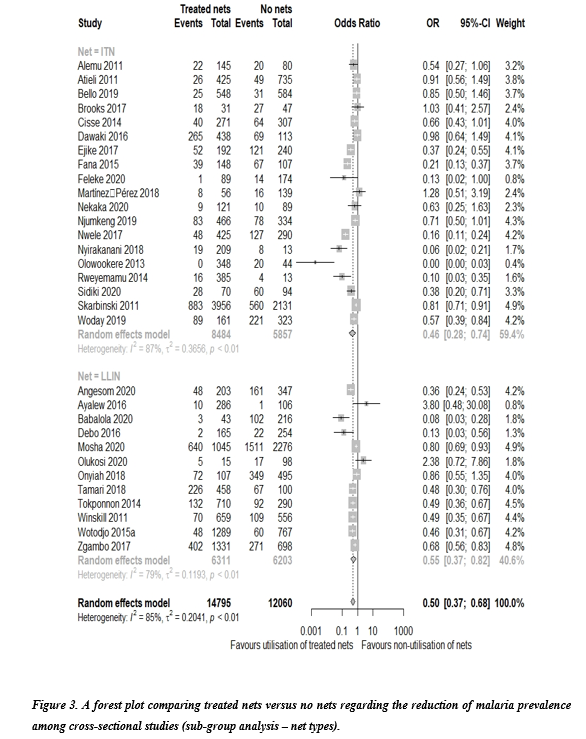 Treated nets No nets
Study Events Total Events Total Odds Ratio OR 95%-CI Weight
Net = ITN
Alemu 2011 22 145 20 80 0.54 [0.27; 1.06] 3.2%
Atieli 2011 26 425 49 735 0.91 [0.56; 1.49] 3.8%
Bello 2019 25 548 31 584 0.85 [0.50; 1.46] 3.7%
Brooks 2017 18 31 27 47 1.03 [0.41; 2.57] 2.6%
Cisse 2014 40 271 64 307 0.66 [0.43; 1.01] 4.0%
Dawaki 2016 265 438 69 113 0.98 [0.64; 1.49] 4.1%
Ejike 2017 52 192 121 240 0.37 [0.24; 0.55] 4.1%
Fana 2015 39 148 67 107 0.21 [0.13; 0.37] 3.7%
Feleke 2020 1 89 14 174 0.13 [0.02; 1.00] 1.0%
Martínez□Pérez 2018 8 56 16 139 1.28 [0.51; 3.19] 2.6%
Nekaka 2020 9 121 10 89 0.63 [0.25; 1.63] 2.5%
Njumkeng 2019 83 466 78 334 0.71 [0.50; 1.01] 4.3%
Nwele 2017 48 425 127 290 0.16 [0.11; 0.24] 4.2%
Nyirakanani 2018 19 209 8 13 0.06 [0.02; 0.21] 1.9%
Olowookere 2013 0 348 20 44 0.00 [0.00; 0.03] 0.6%
Rweyemamu 2014 16 385 4 13 0.10 [0.03; 0.35] 1.8%
Sidiki 2020 28 70 60 94 0.38 [0.20; 0.71] 3.4%
Skarbinski 2011 883 3956 560 2131 0.81 [0.71; 0.91] 4.9%
Woday 2019 89 161 221 323 0.57 [0.39; 0.84] 4.2%
Random effects model 8484 5857 0.46 [0.28; 0.74] 59.4%
Heterogeneity: I² = 87%, τ² = 0.3656, p < 0.01
Net = LLIN
Angesom 2020 48 203 161 347 0.36 [0.24; 0.53] 4.2%
Ayalew 2016 10 286 1 106 3.80 [0.48; 30.08] 0.8%
Babalola 2020 3 43 102 216 0.08 [0.03; 0.28] 1.9%
Debo 2016 2 165 22 254 0.13 [0.03; 0.56] 1.5%
Mosha 2020 640 1045 1511 2276 0.80 [0.69; 0.93] 4.9%
Olukosi 2020 5 15 17 98 2.38 [0.72; 7.86] 1.9%
Onyiah 2018 72 107 349 495 0.86 [0.55; 1.35] 4.0%
Tamari 2018 226 458 67 100 0.48 [0.30; 0.76] 4.0%
Tokponnon 2014 132 710 92 290 0.49 [0.36; 0.67] 4.5%
Winskill 2011 70 659 109 556 0.49 [0.35; 0.67] 4.4%
Wotodjo 2015a 48 1289 60 767 0.46 [0.31; 0.67] 4.2%
Zgambo 2017 402 1331 271 698 0.68 [0.56; 0.83] 4.8%
Random effects model 6311 6203 0.55 [0.37; 0.82] 40.6%
Heterogeneity: I² = 79%, τ² = 0.1193, p < 0.01
Random effects model 14795 12060 0.50 [0.37; 0.68] 100.0%
Heterogeneity: I² = 85%, τ² = 0.2041, p < 0.01
0.001 0.1 1 10 1000
Favours utilisation of treated nets Favours non-utilisation of nets
Figure 3. A forest plot comparing treated nets versus no nets regarding the reduction of malaria prevalence
among cross-sectional studies (sub-group analysis – net types).